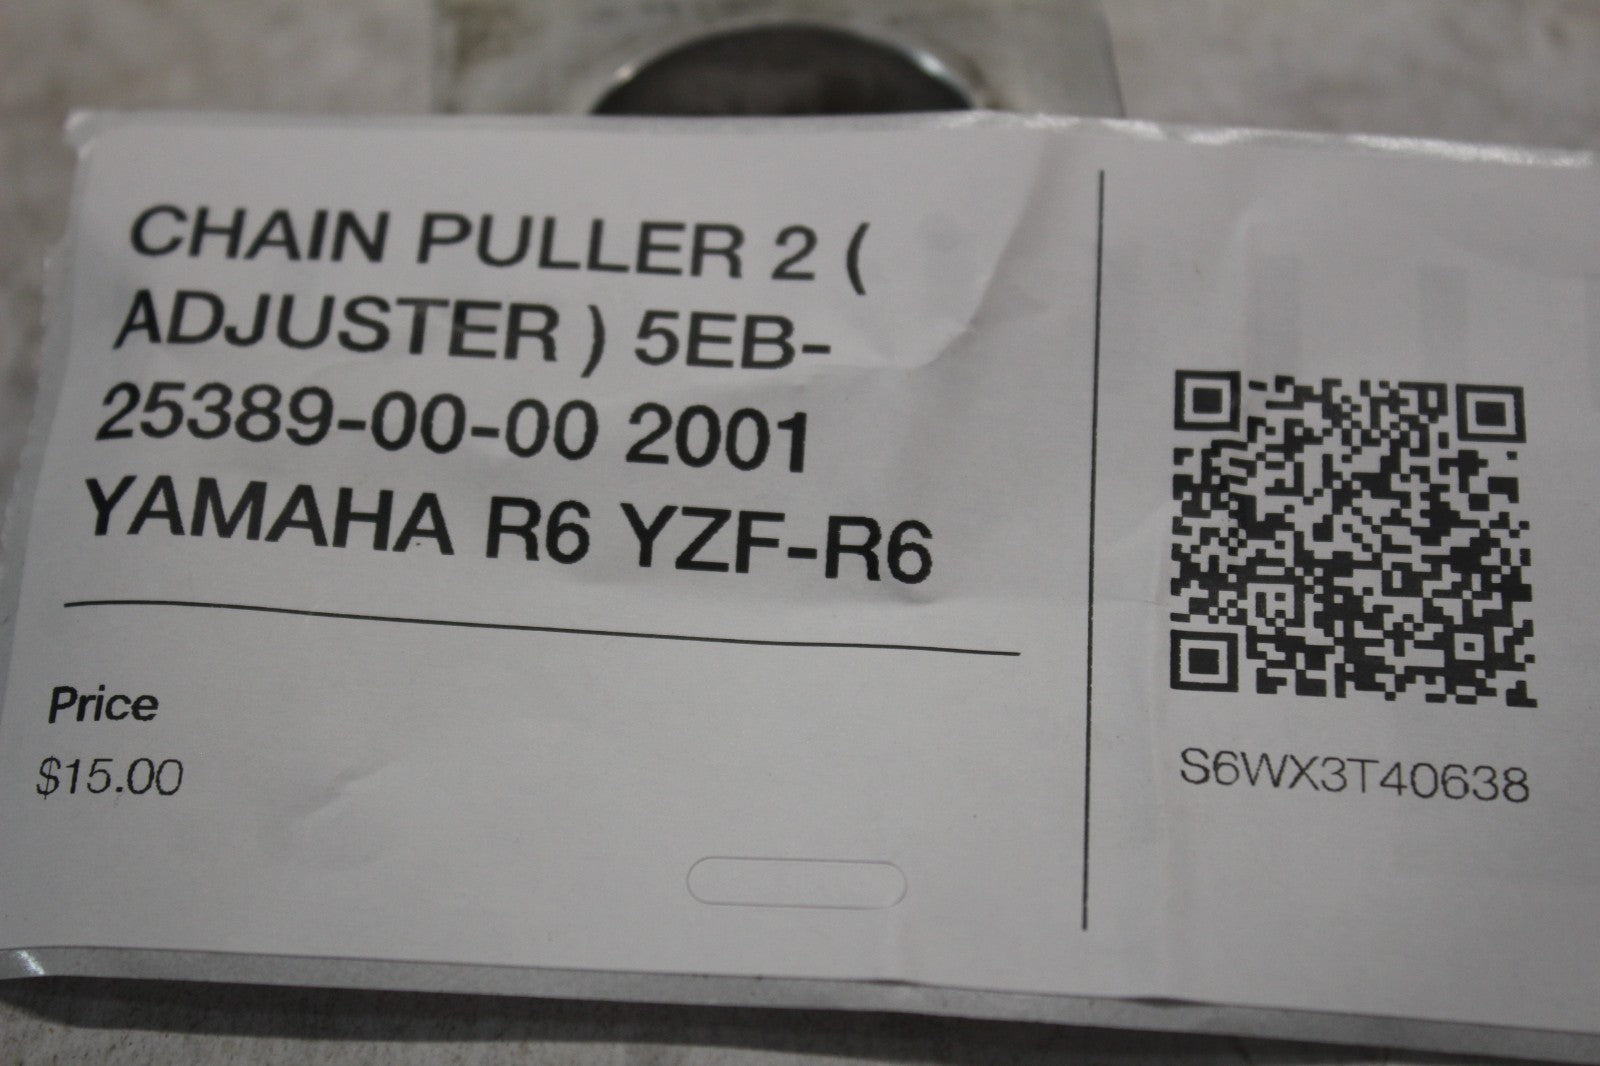 CHAIN PULLER 2 (
ADJUSTER ) 5EB-
25389-00-00 2001
YAMAHA R6 YZF-R6
Price
$15.00
S6WX3T40638